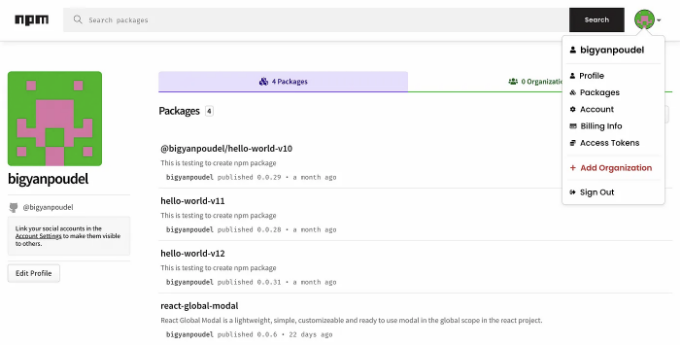 npm
Search packages
Search
bigyanpoudel
Profile
Packages
Account
Billing Info
Access Tokens
+ Add Organization
Sign Out
4 Packages
0 Organizatio
Packages 4
@bigyanpoudel/hello-world-v10
This is testing to create npm package
bigyanpoudel published 0.0.29 • a month ago
hello-world-v11
This is testing to create npm package
bigyanpoudel published 0.0.28 • a month ago
hello-world-v12
This is testing to create npm package
bigyanpoudel published 0.0.31 • a month ago
react-global-modal
React Global Modal is a lightweight, simple, customizeable and ready to use modal in the global scope in the react project.
bigyanpoudel published 0.0.6 • 22 days ago
bigyanpoudel
@bigyanpoudel
Link your social accounts in the
Account Settings to make them visible
to others.
Edit Profile